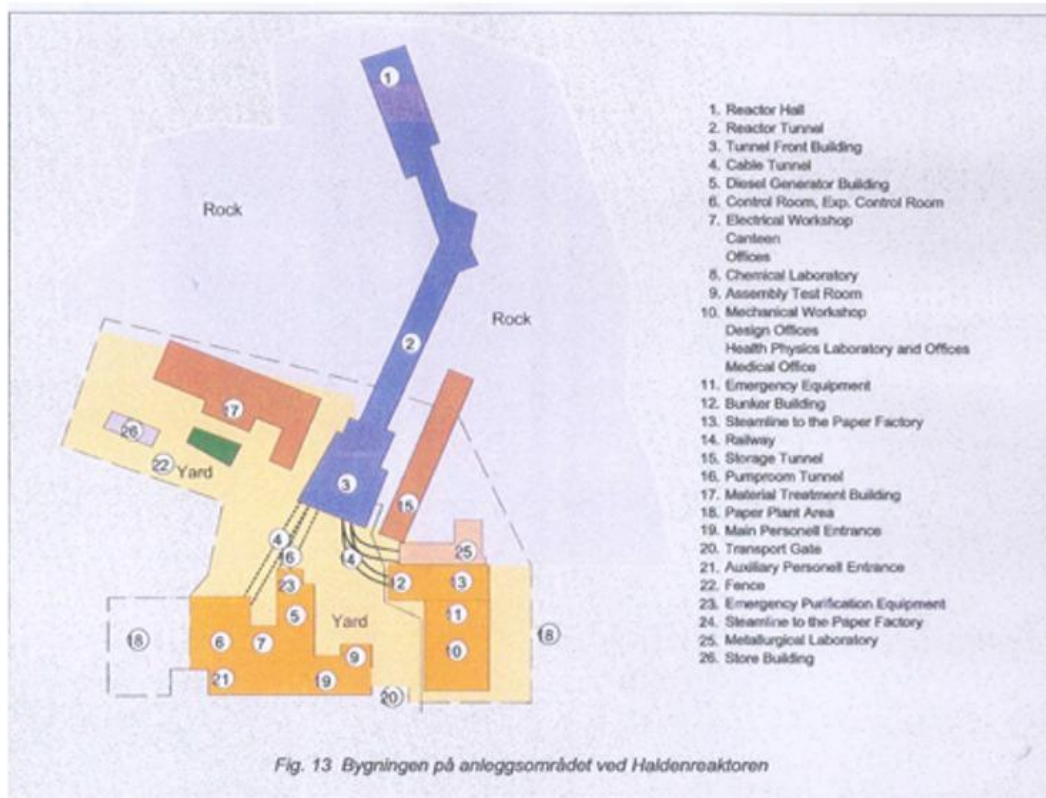 1
Rock
Rock
2
17
26
22 Yard
3
15
4
16
14
25
23
12
13
5
Yard
11
18
6
7
9
10
18
21
19
20
1. Reactor Hall
2. Reactor Tunnel
3. Tunnel Front Building
4. Cable Tunnel
5. Diesel Generator Building
6. Control Room, Exp. Control Room
7. Electrical Workshop
Canteen
Offices
8. Chemical Laboratory
9. Assembly Test Room
10. Mechanical Workshop
Design Offices
Health Physics Laboratory and Offices
Medical Office
11. Emergency Equipment
12. Bunker Building
13. Steamline to the Paper Factory
14. Railway
15. Storage Tunnel
16. Pumproom Tunnel
17. Material Treatment Building
18. Paper Plant Area
19. Main Personell Entrance
20. Transport Gate
21. Auxiliary Personell Entrance
22. Fence
23. Emergency Purification Equipment
24. Steamline to the Paper Factory
25. Metallurgical Laboratory
26. Store Building
Fig. 13 Bygningen på anleggsområdet ved Haldenreaktoren